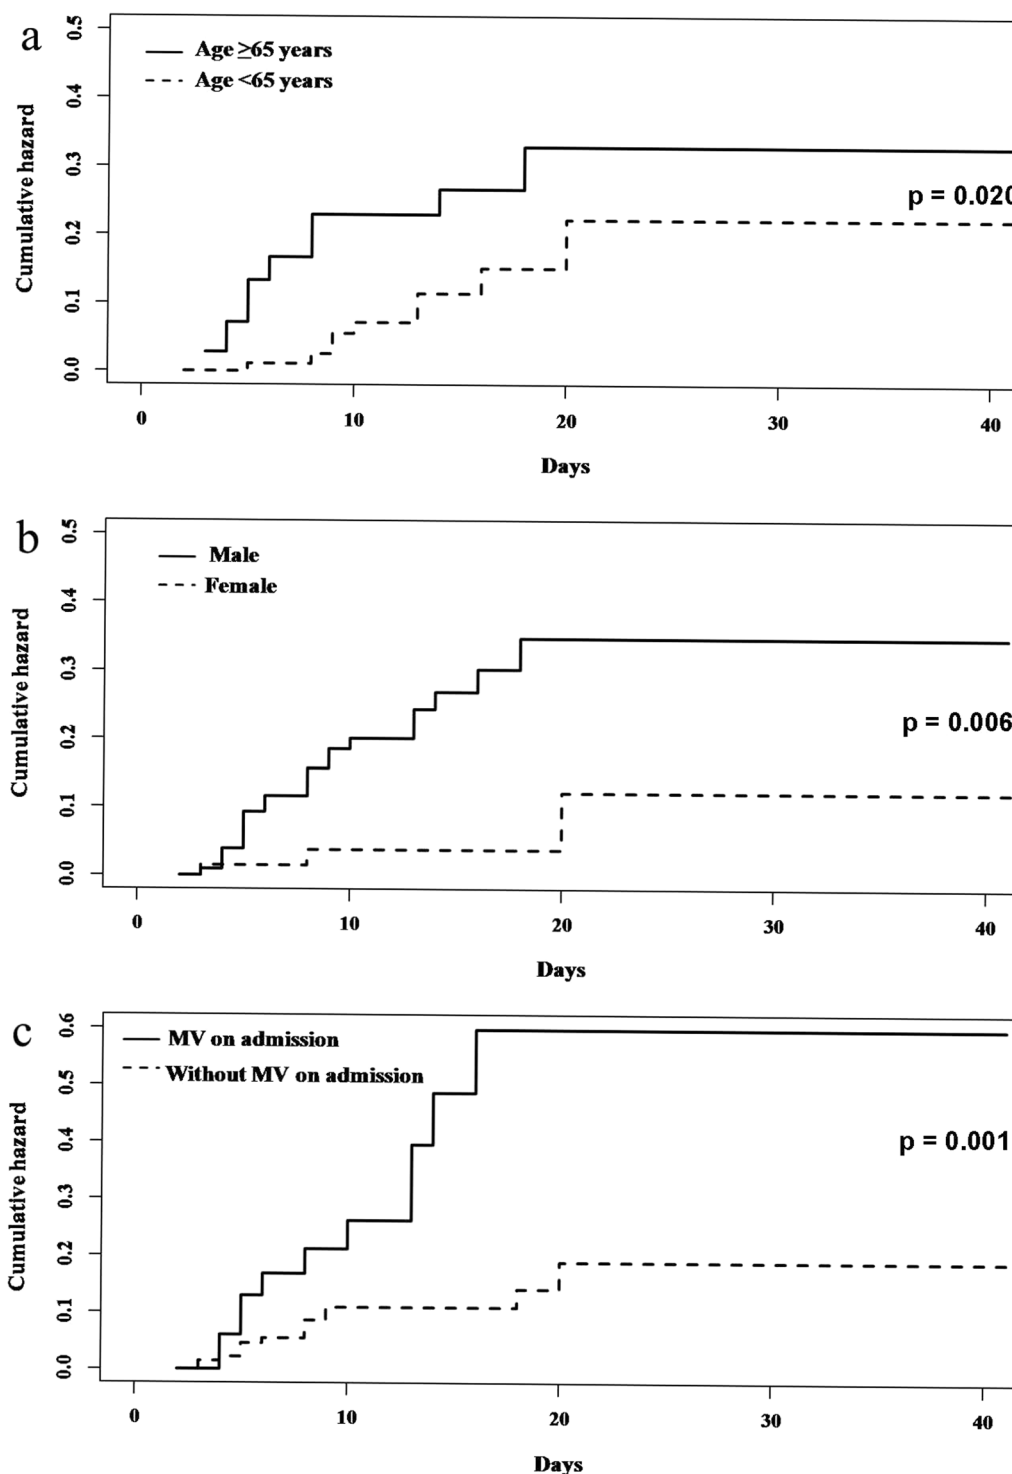 a
Age ≥65 years
Age <65 years
Cumulative hazard
0.5
0.4
0.3
0.2
0.1
0.0
p = 0.020
0 10 20 30 40
Days
b
Male
Female
Cumulative hazard
0.5
0.4
0.3
0.2
0.1
0.0
p = 0.006
0 10 20 30 40
Days
c
MV on admission
Without MV on admission
Cumulative hazard
0.6
0.5
0.4
0.3
0.2
0.1
0.0
p = 0.001
0 10 20 30 40
Days